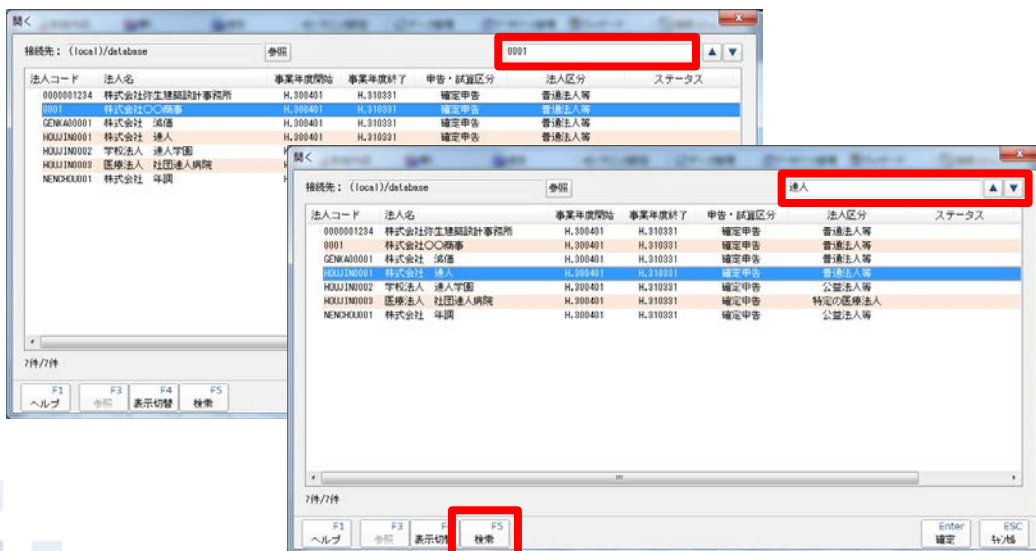 開く
接続先： (local)/database 参照 0001 ▲ ▼
法人コード 法人名 事業年度開始 事業年度終了 申告・試算区分 法人区分 ステータス
0000001234 株式会社弥生建築設計事務所 H.300401 H.310331 確定申告 普通法人等
0001 株式会社〇〇商事 H.300401 H.310331 確定申告 普通法人等
GENKA00001 株式会社 減価 H.300401 H.310331 確定申告 普通法人等
HOUJIN0001 株式会社 達人 H.300401 H.310331 確定申告 普通法人等
HOUJIN0002 学校法人 達人学園
HOUJIN0003 医療法人 社団達人病院
NENCHOU001 株式会社 年調
7件/7件
F1 F3 F4 F5
ヘルプ 参照 表示切替 検索
開く
接続先： (local)/database 参照 達人 ▲ ▼
法人コード 法人名 事業年度開始 事業年度終了 申告・試算区分 法人区分 ステータス
0000001234 株式会社弥生建築設計事務所 H.300401 H.310331 確定申告 普通法人等
0001 株式会社〇〇商事 H.300401 H.310331 確定申告 普通法人等
GENKA00001 株式会社 減価 H.300401 H.310331 確定申告 普通法人等
HOUJIN0001 株式会社 達人 H.300401 H.310331 確定申告 普通法人等
HOUJIN0002 学校法人 達人学園 H.300401 H.310331 確定申告 公益法人等
HOUJIN0003 医療法人 社団達人病院 H.300401 H.310331 確定申告 特定の医療法人
NENCHOU001 株式会社 年調 H.300401 H.310331 確定申告 公益法人等
7件/7件
F1 F3 F5 Enter ESC
ヘルプ 参照 表示切 検索 確定 ｷｬﾝｾﾙ